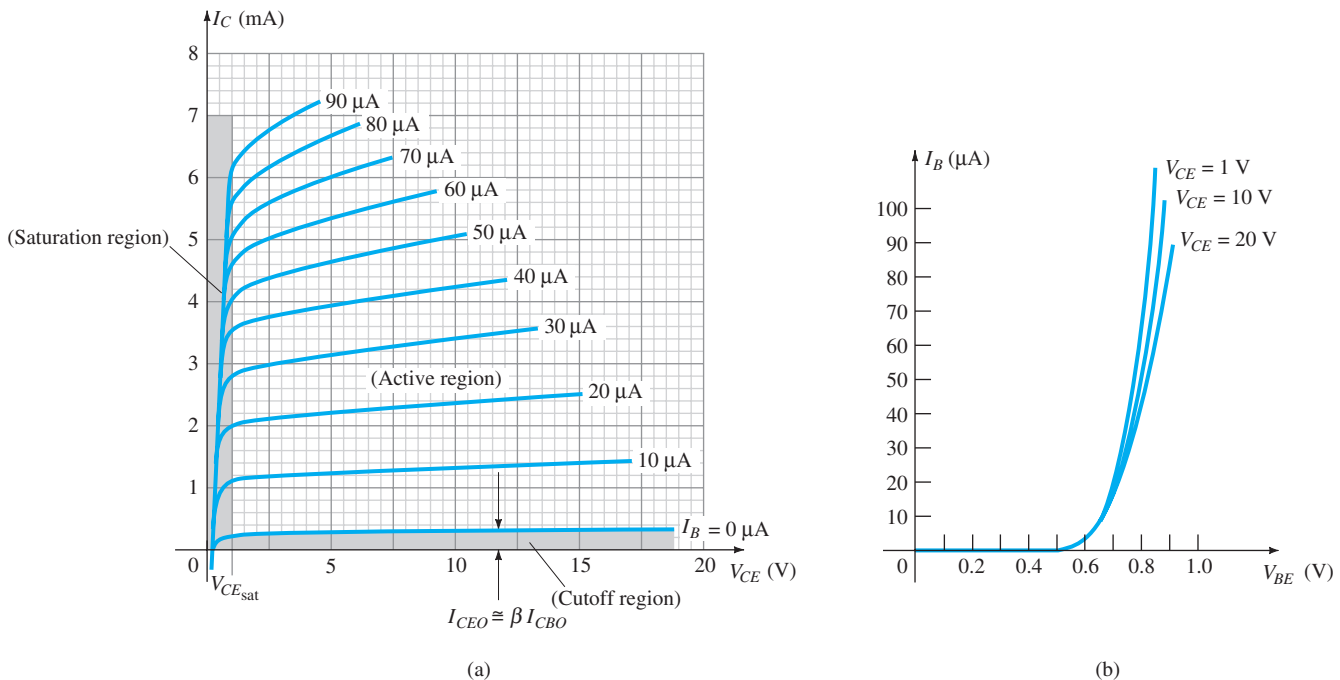 I_C (mA)
8
7
6
5
4
3
2
1
0
5
10
15
20
V_CE (V)
90 μA
80 μA
70 μA
60 μA
50 μA
40 μA
30 μA
20 μA
10 μA
I_B = 0 μA
(Saturation region)
(Active region)
(Cutoff region)
V_CEsat
I_CEO ≅ β I_CBO
(a)
I_B (μA)
100
90
80
70
60
50
40
30
20
10
0
0.2
0.4
0.6
0.8
1.0
V_BE (V)
V_CE = 1 V
V_CE = 10 V
V_CE = 20 V
(b)